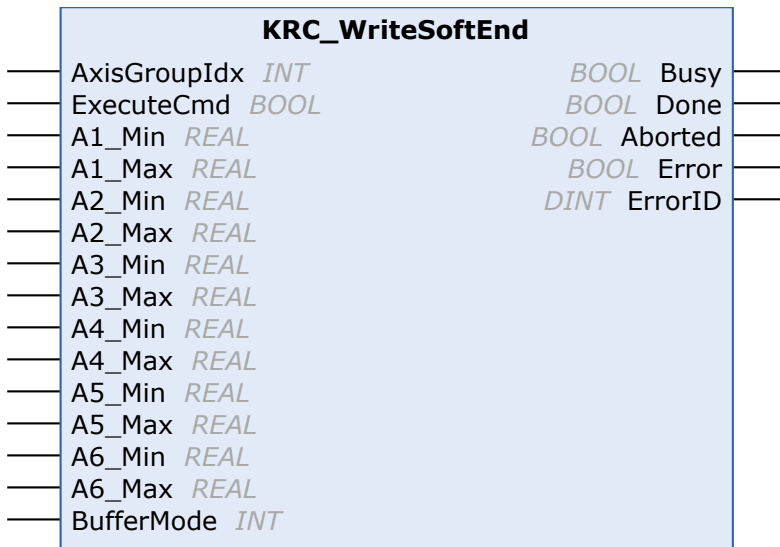 KRC_WriteSoftEnd
AxisGroupIdx INT BOOL Busy
ExecuteCmd BOOL BOOL Done
A1_Min REAL BOOL Aborted
A1_Max REAL BOOL Error
A2_Min REAL DINT ErrorID
A2_Max REAL
A3_Min REAL
A3_Max REAL
A4_Min REAL
A4_Max REAL
A5_Min REAL
A5_Max REAL
A6_Min REAL
A6_Max REAL
BufferMode INT